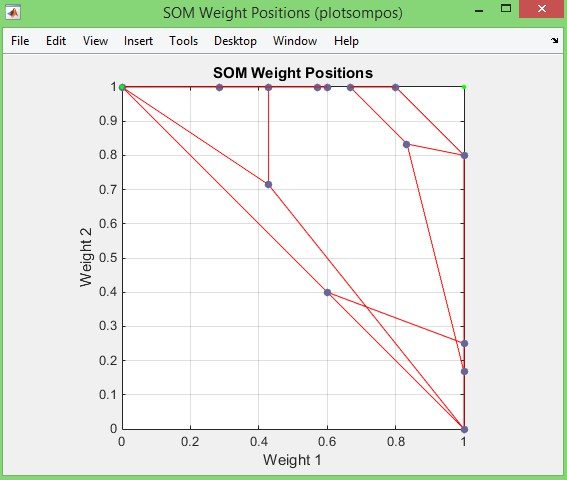 SOM Weight Positions (plotsompos)
File Edit View Insert Tools Desktop Window Help
SOM Weight Positions
1
0.9
0.8
0.7
0.6
0.5
0.4
0.3
0.2
0.1
0
Weight 2
0 0.2 0.4 0.6 0.8 1
Weight 1